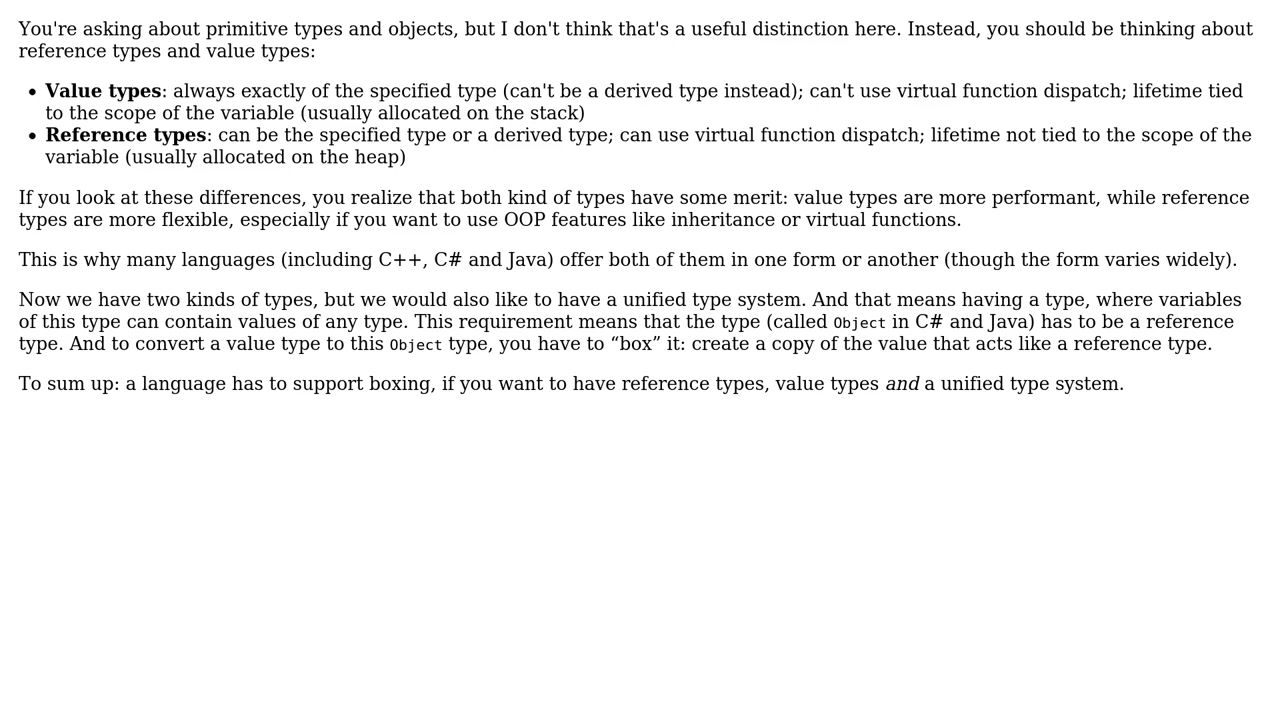 You're asking about primitive types and objects, but I don't think that's a useful distinction here. Instead, you should be thinking about
reference types and value types:
• Value types: always exactly of the specified type (can't be a derived type instead); can't use virtual function dispatch; lifetime tied
to the scope of the variable (usually allocated on the stack)
• Reference types: can be the specified type or a derived type; can use virtual function dispatch; lifetime not tied to the scope of the
variable (usually allocated on the heap)
If you look at these differences, you realize that both kind of types have some merit: value types are more performant, while reference
types are more flexible, especially if you want to use OOP features like inheritance or virtual functions.
This is why many languages (including C++, C# and Java) offer both of them in one form or another (though the form varies widely).
Now we have two kinds of types, but we would also like to have a unified type system. And that means having a type, where variables
of this type can contain values of any type. This requirement means that the type (called Object in C# and Java) has to be a reference
type. And to convert a value type to this Object type, you have to “box” it: create a copy of the value that acts like a reference type.
To sum up: a language has to support boxing, if you want to have reference types, value types and a unified type system.